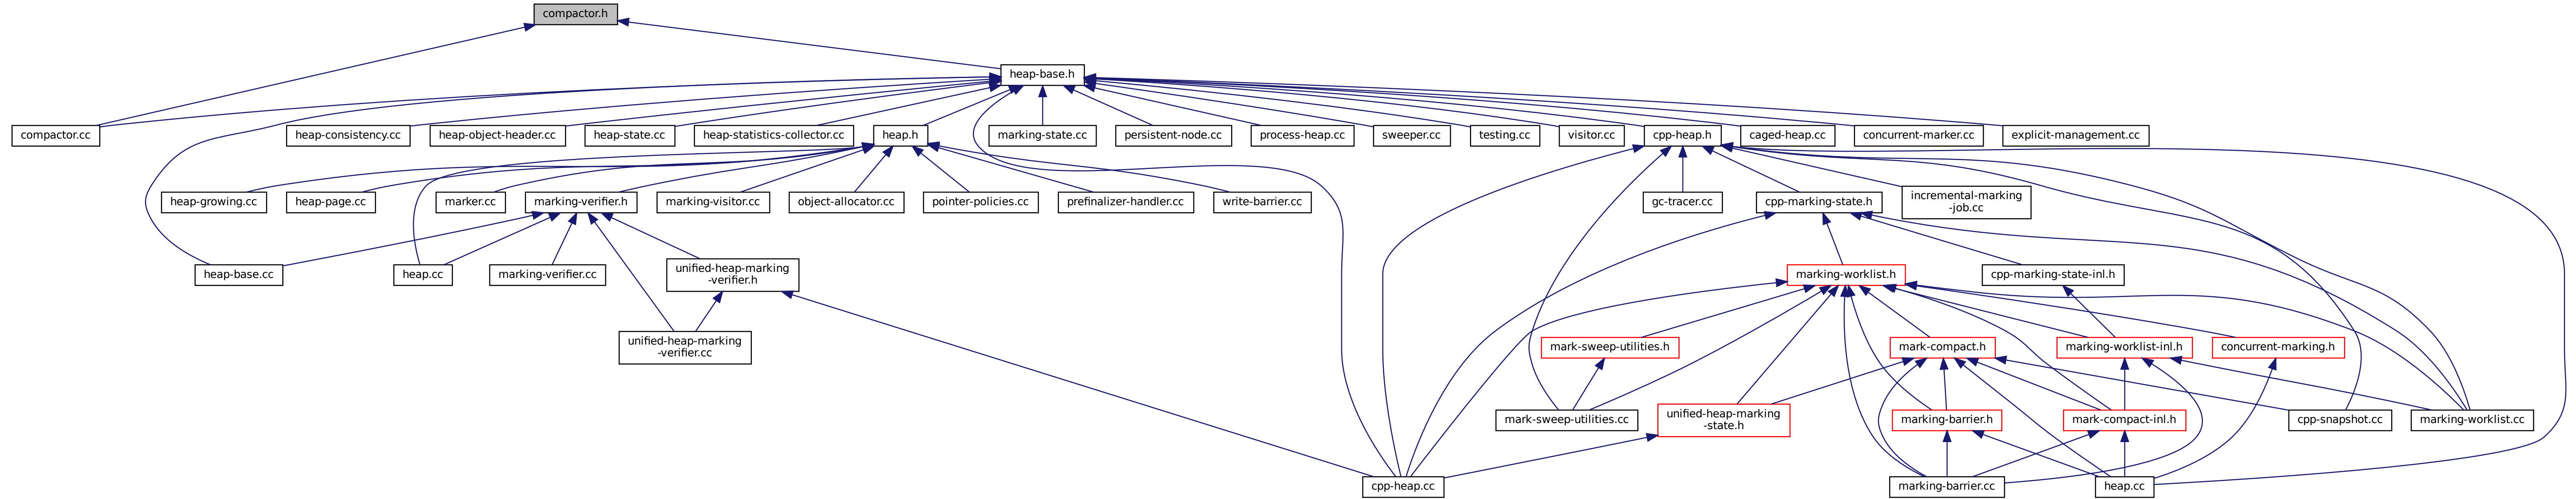 compactor.h
heap-base.h
compactor.cc
heap-consistency.cc
heap-object-header.cc
heap-state.cc
heap-statistics-collector.cc
heap.h
marking-state.cc
persistent-node.cc
process-heap.cc
sweeper.cc
testing.cc
visitor.cc
cpp-heap.h
caged-heap.cc
concurrent-marker.cc
explicit-management.cc
heap-growing.cc
heap-page.cc
marker.cc
marking-verifier.h
marking-visitor.cc
object-allocator.cc
pointer-policies.cc
prefinalizer-handler.cc
write-barrier.cc
gc-tracer.cc
cpp-marking-state.h
incremental-marking
-job.cc
heap-base.cc
heap.cc
marking-verifier.cc
unified-heap-marking
-verifier.h
marking-worklist.h
cpp-marking-state-inl.h
unified-heap-marking
-verifier.cc
mark-sweep-utilities.h
mark-compact.h
marking-worklist-inl.h
concurrent-marking.h
mark-sweep-utilities.cc
unified-heap-marking
-state.h
marking-barrier.h
mark-compact-inl.h
cpp-snapshot.cc
marking-worklist.cc
cpp-heap.cc
marking-barrier.cc
heap.cc